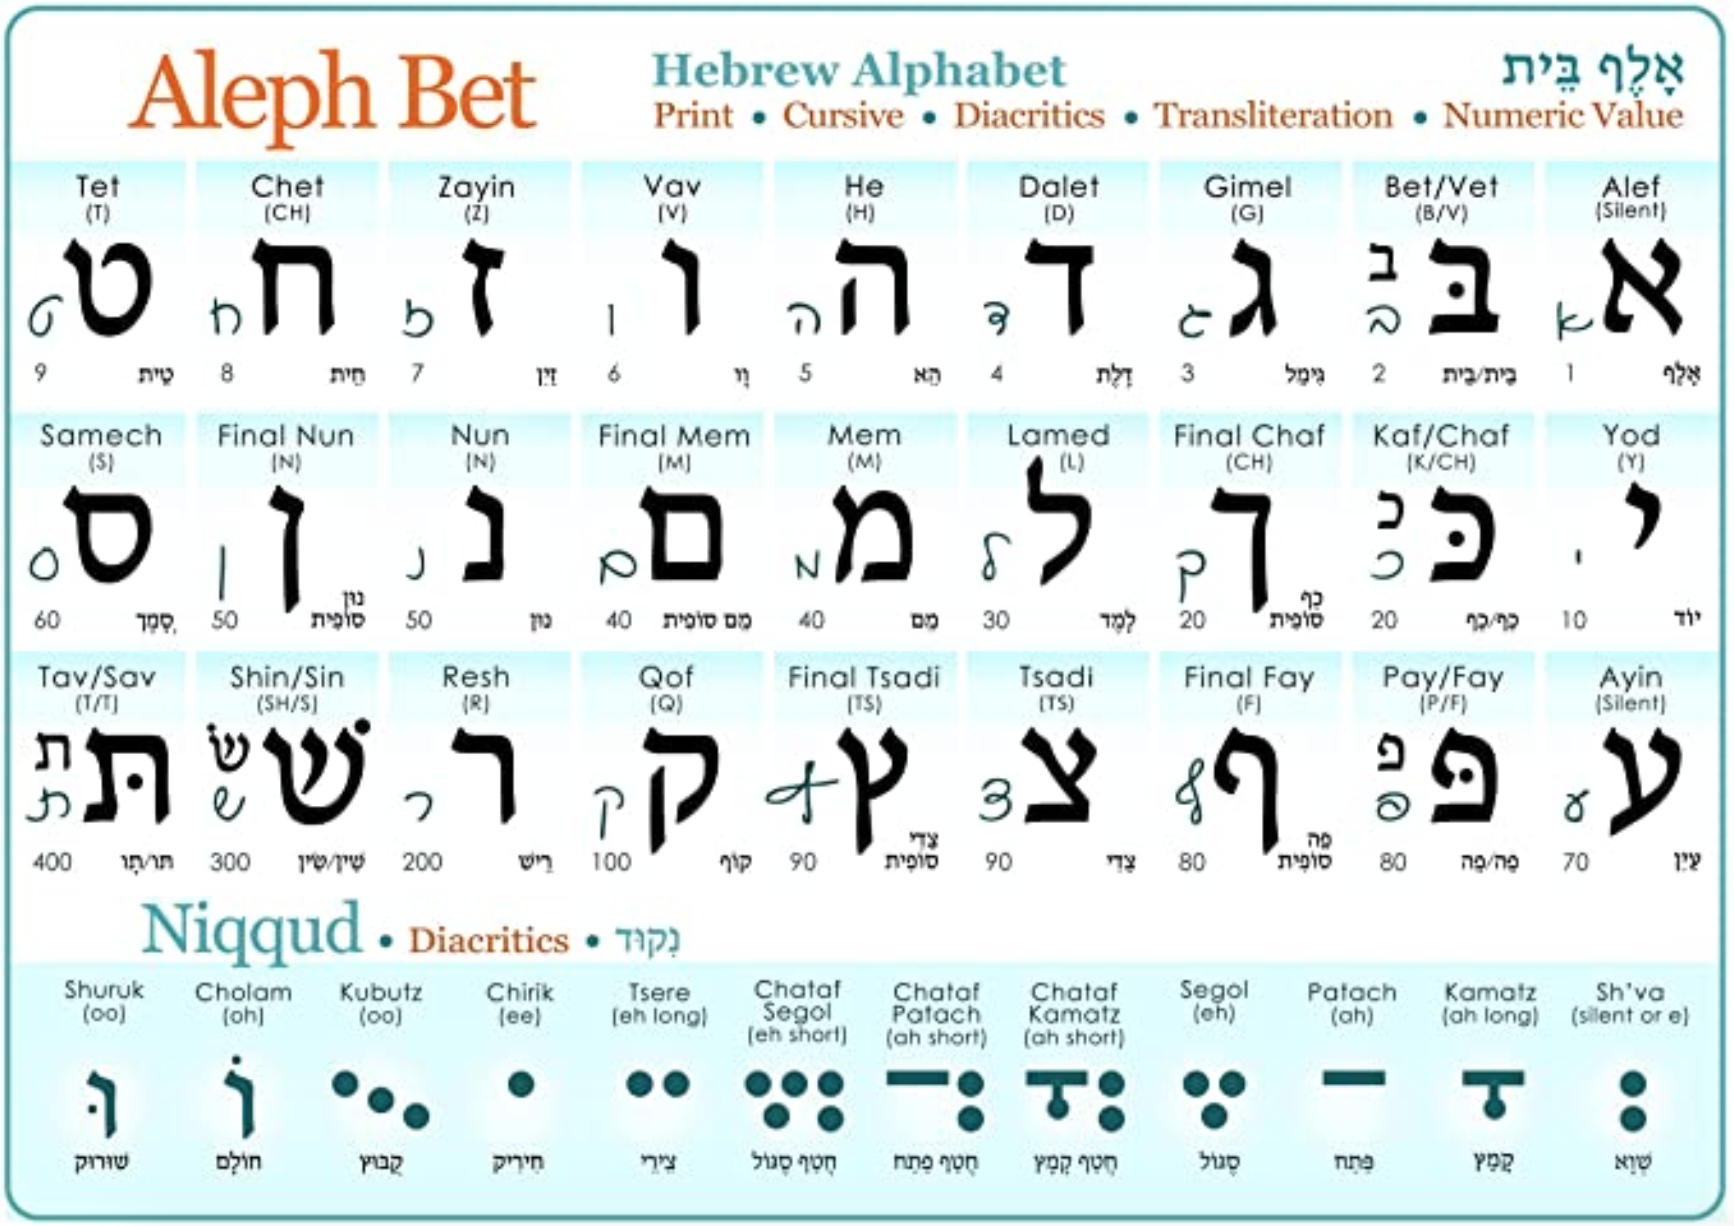 Aleph Bet
Hebrew Alphabet
אָלֶף בֵּית
Print • Cursive • Diacritics • Transliteration • Numeric Value
Tet Chet Zayin Vav He Dalet Gimel Bet/Vet Alef
(T) (CH) (Z) (V) (H) (D) (G) (B/V) (Silent)
ט ט ח ח ז ז ו ו ה ה ד ד ג ג ב ב בּ א א
9 טית 8 חית 7 זַיִן 6 וָו 5 הֵא 4 דָלֶת 3 גִימֶל 2 בֵּית/בֵית 1 אָלֶף
Samech Final Nun Nun Final Mem Mem Lamed Final Chaf Kaf/Chaf Yod
(S) (N) (N) (M) (M) (L) (CH) (K/CH) (Y)
ס ס ן ן נ נ ם ם מ מ ל ל ך ך כ כ כּ י י
60 סָמֶך 50 נוּן סוֹפִית 50 נוּן 40 מֵם סוֹפִית 40 מֵם 30 לָמֶד 20 כַף סוֹפִית 20 כַּף/כַף 10 יוֹד
Tav/Sav Shin/Sin Resh Qof Final Tsadi Tsadi Final Fay Pay/Fay Ayin
(T/T) (SH/S) (R) (Q) (TS) (TS) (F) (P/F) (Silent)
ת ת תּ שׂ ש שׁ ר ר ק ק ץ ץ צ צ ף ף פ פ פּ ע ע
400 תּו/תָו 300 שִׁין/שִׂין 200 רֵישׁ 100 קוֹף 90 צַדִי סוֹפִית 90 צַדִי 80 פֵה סוֹפִית 80 פֵּה/פֵה 70 עַיִן
Niqqud • Diacritics • נִקוּד
Shuruk Cholam Kubutz Chirik Tsere Chataf Segol Chataf Patach Chataf Kamatz Segol Patach Kamatz Sh'va
(oo) (oh) (oo) (ee) (eh long) (eh short) (ah short) (ah short) (eh) (ah) (ah long) (silent or e)
וּ וֹ
שׁוּרוּק חוֹלָם קֻבּוּץ חִירִיק צֵירֵי חֲטַף סֶגוֹל חֲטַף פַּתַח חֲטַף קָמָץ סֶגוֹל פַּתַח קָמָץ שְׁוָא